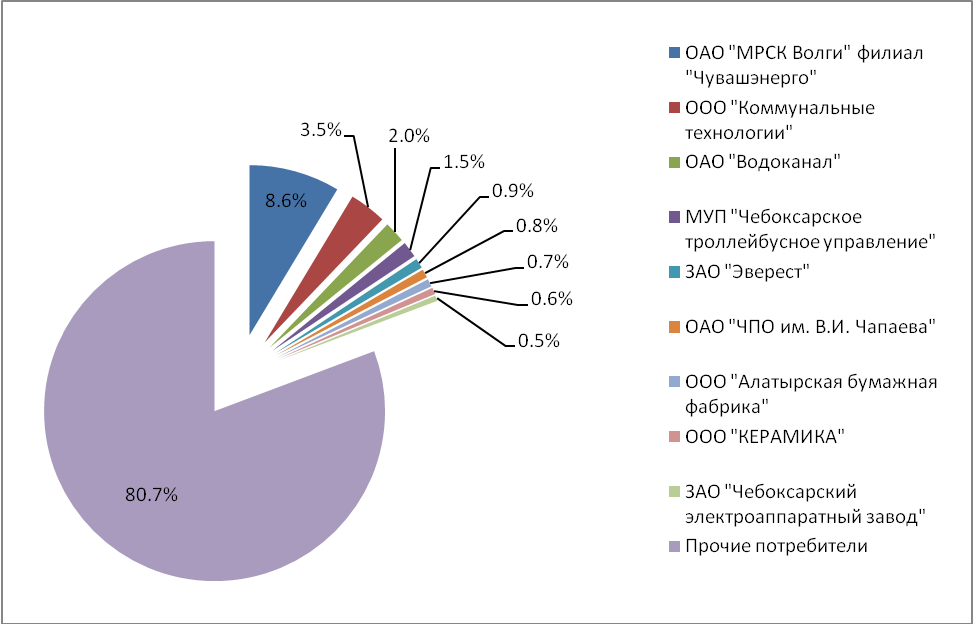 3.5%
2.0%
1.5%
0.9%
0.8%
0.7%
0.6%
0.5%
8.6%
80.7%
ОАО "МРСК Волги" филиал
"Чувашэнерго"
ООО "Коммунальные
технологии"
ОАО "Водоканал"
МУП "Чебоксарское
троллейбусное управление"
ЗАО "Эверест"
ОАО "ЧПО им. В.И. Чапаева"
ООО "Алатырская бумажная
фабрика"
ООО "КЕРАМИКА"
ЗАО "Чебоксарский
электроаппаратный завод"
Прочие потребители